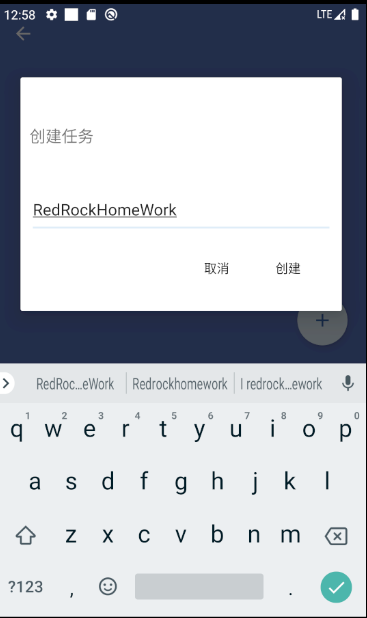 12:58 LTE
创建任务
RedRockHomeWork
取消 创建
RedRoc...eWork Redrockhomework I redrock...ework
1 2 3 4 5 6 7 8 9 0
q w e r t y u i o p
a s d f g h j k l
z x c v b n m
?123 , .